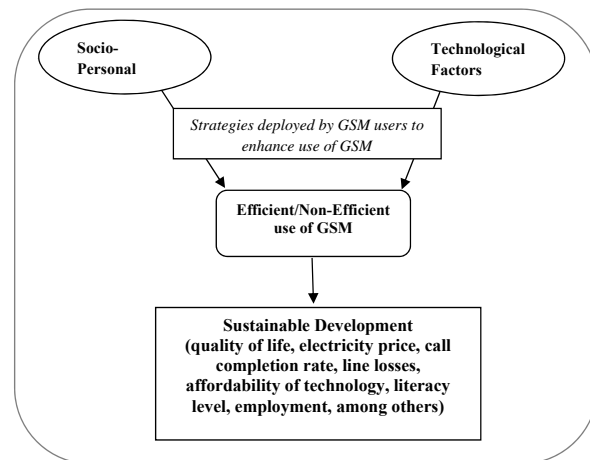 Socio-
Personal
Technological
Factors
Strategies deployed by GSM users to
enhance use of GSM
Efficient/Non-Efficient
use of GSM
Sustainable Development
(quality of life, electricity price, call
completion rate, line losses,
affordability of technology, literacy
level, employment, among others)